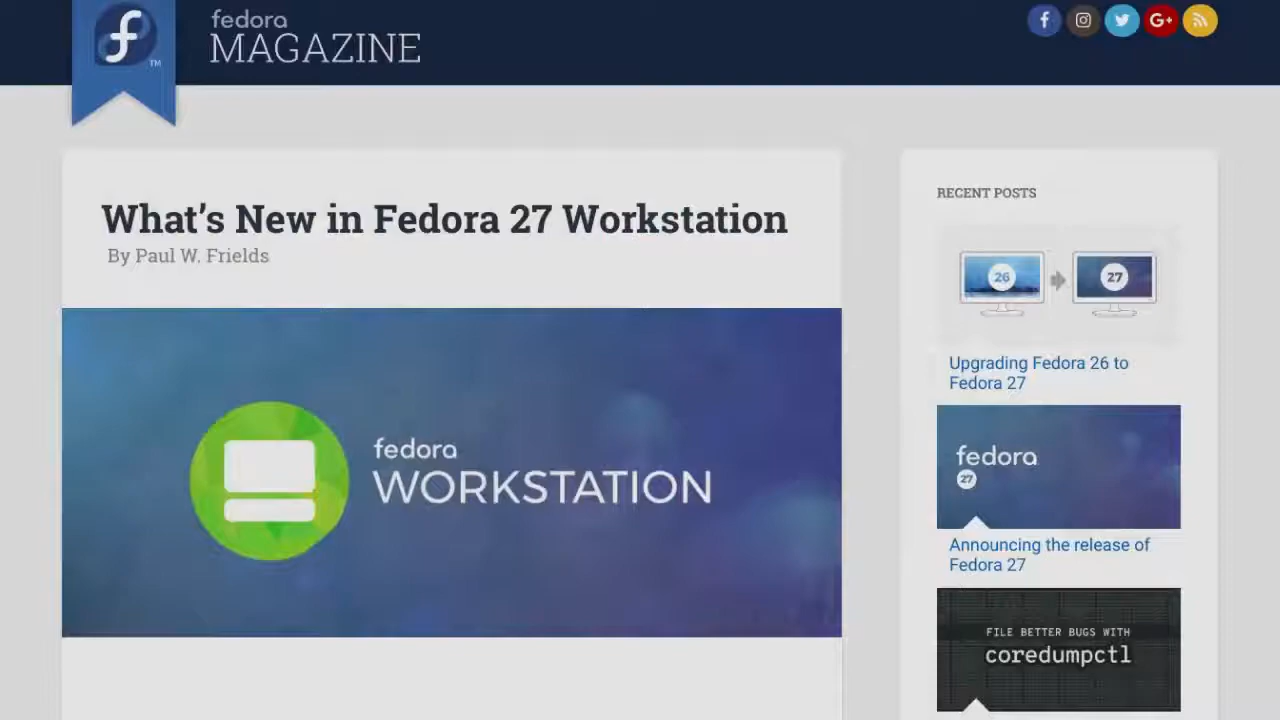 fedora
MAGAZINE
What's New in Fedora 27 Workstation
By Paul W. Frields
fedora
WORKSTATION
RECENT POSTS
26
27
Upgrading Fedora 26 to
Fedora 27
fedora
27
Announcing the release of
Fedora 27
FILE BETTER BUGS WITH
coredumpctl